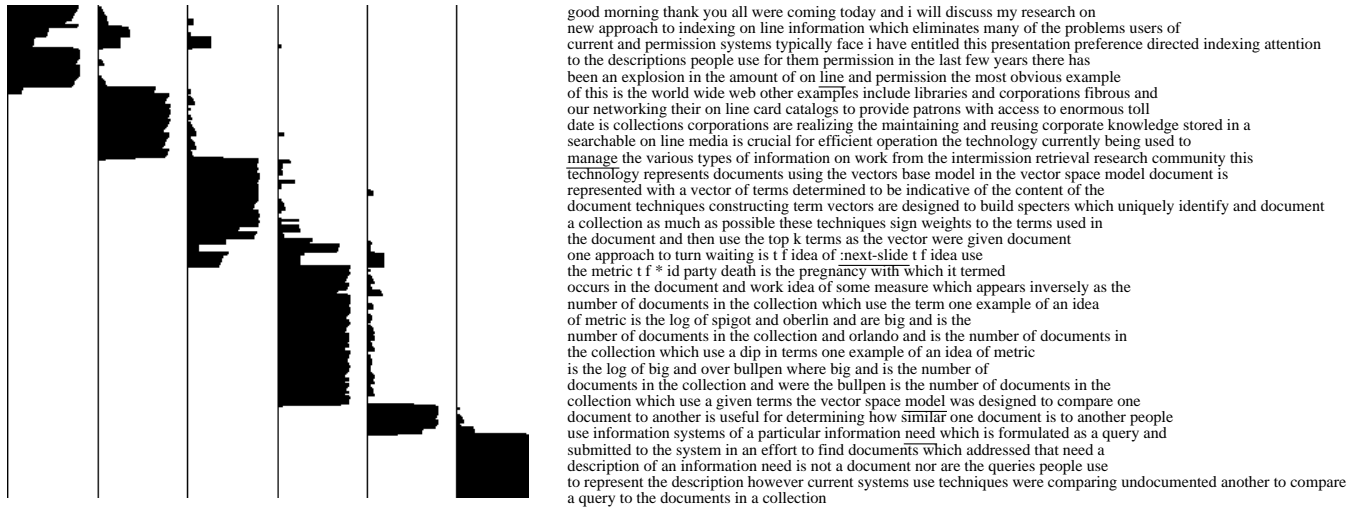 good morning thank you all were coming today and i will discuss my research on
new approach to indexing on line information which eliminates many of the problems users of
current and permission systems typically face i have entitled this presentation preference directed indexing attention
to the descriptions people use for them permission in the last few years there has
been an explosion in the amount of on line and permission the most obvious example
of this is the world wide web other examples include libraries and corporations fibrous and
our networking their on line card catalogs to provide patrons with access to enormous toll
date is collections corporations are realizing the maintaining and reusing corporate knowledge stored in a
searchable on line media is crucial for efficient operation the technology currently being used to
manage the various types of information on work from the intermission retrieval research community this
technology represents documents using the vectors base model in the vector space model document is
represented with a vector of terms determined to be indicative of the content of the
document techniques constructing term vectors are designed to build specters which uniquely identify and document
a collection as much as possible these techniques sign weights to the terms used in
the document and then use the top k terms as the vector were given document
one approach to turn waiting is t f idea of :next-slide t f idea use
the metric t f * id party death is the pregnancy with which it termed
occurs in the document and work idea of some measure which appears inversely as the
number of documents in the collection which use the term one example of an idea
of metric is the log of spigot and oberlin and are big and is the
number of documents in the collection and orlando and is the number of documents in
the collection which use a dip in terms one example of an idea of metric
is the log of big and over bullpen where big and is the number of
documents in the collection and were the bullpen is the number of documents in the
collection which use a given terms the vector space model was designed to compare one
document to another is useful for determining how similar one document is to another people
use information systems of a particular information need which is formulated as a query and
submitted to the system in an effort to find documents which addressed that need a
description of an information need is not a document nor are the queries people use
to represent the description however current systems use techniques were comparing undocumented another to compare
a query to the documents in a collection